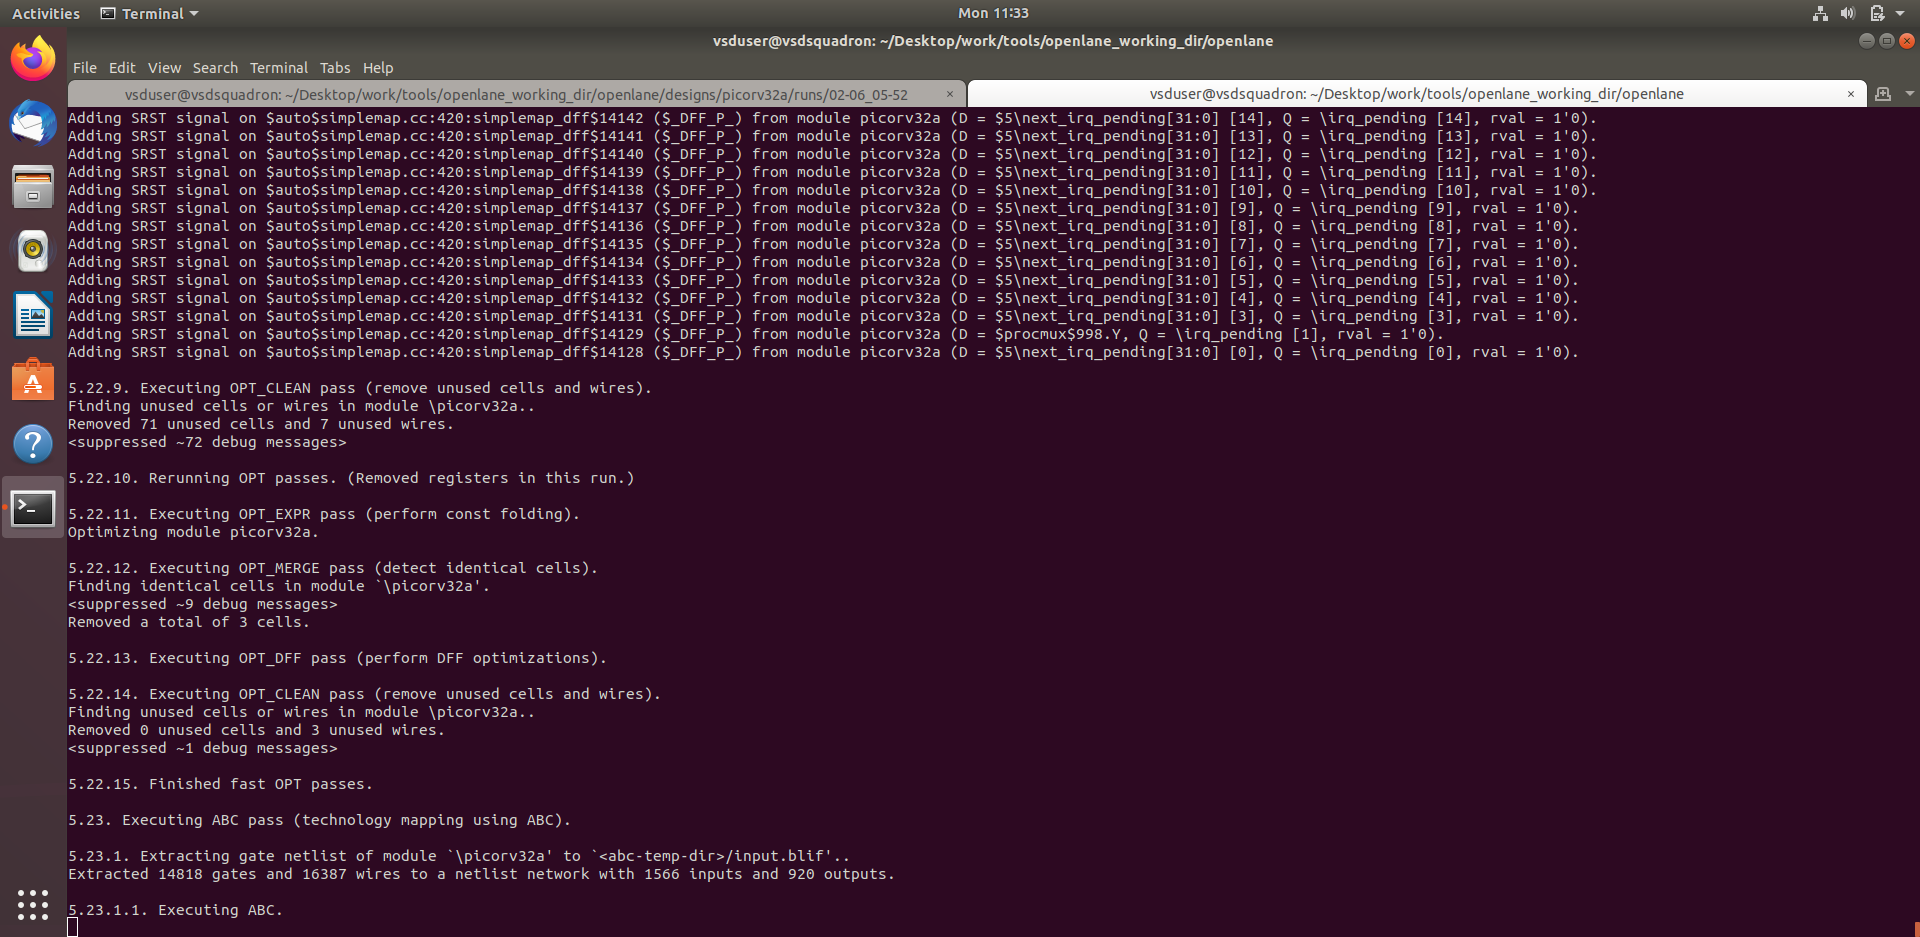 Activities
Terminal
Mon 11:33
vsduser@vsdsquadron: ~/Desktop/work/tools/openlane_working_dir/openlane
File Edit View Search Terminal Tabs Help
vsduser@vsdsquadron: ~/Desktop/work/tools/openlane_working_dir/openlane/designs/picorv32a/runs/02-06_05-52 ×
vsduser@vsdsquadron: ~/Desktop/work/tools/openlane_working_dir/openlane ×
Adding SRST signal on $auto$simplemap.cc:420:simplemap_dff$14142 ($_DFF_P_) from module picorv32a (D = $5\next_irq_pending[31:0] [14], Q = \irq_pending [14], rval = 1'0).
Adding SRST signal on $auto$simplemap.cc:420:simplemap_dff$14141 ($_DFF_P_) from module picorv32a (D = $5\next_irq_pending[31:0] [13], Q = \irq_pending [13], rval = 1'0).
Adding SRST signal on $auto$simplemap.cc:420:simplemap_dff$14140 ($_DFF_P_) from module picorv32a (D = $5\next_irq_pending[31:0] [12], Q = \irq_pending [12], rval = 1'0).
Adding SRST signal on $auto$simplemap.cc:420:simplemap_dff$14139 ($_DFF_P_) from module picorv32a (D = $5\next_irq_pending[31:0] [11], Q = \irq_pending [11], rval = 1'0).
Adding SRST signal on $auto$simplemap.cc:420:simplemap_dff$14138 ($_DFF_P_) from module picorv32a (D = $5\next_irq_pending[31:0] [10], Q = \irq_pending [10], rval = 1'0).
Adding SRST signal on $auto$simplemap.cc:420:simplemap_dff$14137 ($_DFF_P_) from module picorv32a (D = $5\next_irq_pending[31:0] [9], Q = \irq_pending [9], rval = 1'0).
Adding SRST signal on $auto$simplemap.cc:420:simplemap_dff$14136 ($_DFF_P_) from module picorv32a (D = $5\next_irq_pending[31:0] [8], Q = \irq_pending [8], rval = 1'0).
Adding SRST signal on $auto$simplemap.cc:420:simplemap_dff$14135 ($_DFF_P_) from module picorv32a (D = $5\next_irq_pending[31:0] [7], Q = \irq_pending [7], rval = 1'0).
Adding SRST signal on $auto$simplemap.cc:420:simplemap_dff$14134 ($_DFF_P_) from module picorv32a (D = $5\next_irq_pending[31:0] [6], Q = \irq_pending [6], rval = 1'0).
Adding SRST signal on $auto$simplemap.cc:420:simplemap_dff$14133 ($_DFF_P_) from module picorv32a (D = $5\next_irq_pending[31:0] [5], Q = \irq_pending [5], rval = 1'0).
Adding SRST signal on $auto$simplemap.cc:420:simplemap_dff$14132 ($_DFF_P_) from module picorv32a (D = $5\next_irq_pending[31:0] [4], Q = \irq_pending [4], rval = 1'0).
Adding SRST signal on $auto$simplemap.cc:420:simplemap_dff$14131 ($_DFF_P_) from module picorv32a (D = $5\next_irq_pending[31:0] [3], Q = \irq_pending [3], rval = 1'0).
Adding SRST signal on $auto$simplemap.cc:420:simplemap_dff$14129 ($_DFF_P_) from module picorv32a (D = $procmux$998.Y, Q = \irq_pending [1], rval = 1'0).
Adding SRST signal on $auto$simplemap.cc:420:simplemap_dff$14128 ($_DFF_P_) from module picorv32a (D = $5\next_irq_pending[31:0] [0], Q = \irq_pending [0], rval = 1'0).
5.22.9. Executing OPT_CLEAN pass (remove unused cells and wires).
Finding unused cells or wires in module \picorv32a..
Removed 71 unused cells and 7 unused wires.
<suppressed ~72 debug messages>
5.22.10. Rerunning OPT passes. (Removed registers in this run.)
5.22.11. Executing OPT_EXPR pass (perform const folding).
Optimizing module picorv32a.
5.22.12. Executing OPT_MERGE pass (detect identical cells).
Finding identical cells in module `\picorv32a'.
<suppressed ~9 debug messages>
Removed a total of 3 cells.
5.22.13. Executing OPT_DFF pass (perform DFF optimizations).
5.22.14. Executing OPT_CLEAN pass (remove unused cells and wires).
Finding unused cells or wires in module \picorv32a..
Removed 0 unused cells and 3 unused wires.
<suppressed ~1 debug messages>
5.22.15. Finished fast OPT passes.
5.23. Executing ABC pass (technology mapping using ABC).
5.23.1. Extracting gate netlist of module `\picorv32a' to `<abc-temp-dir>/input.blif'..
Extracted 14818 gates and 16387 wires to a netlist network with 1566 inputs and 920 outputs.
5.23.1.1. Executing ABC.